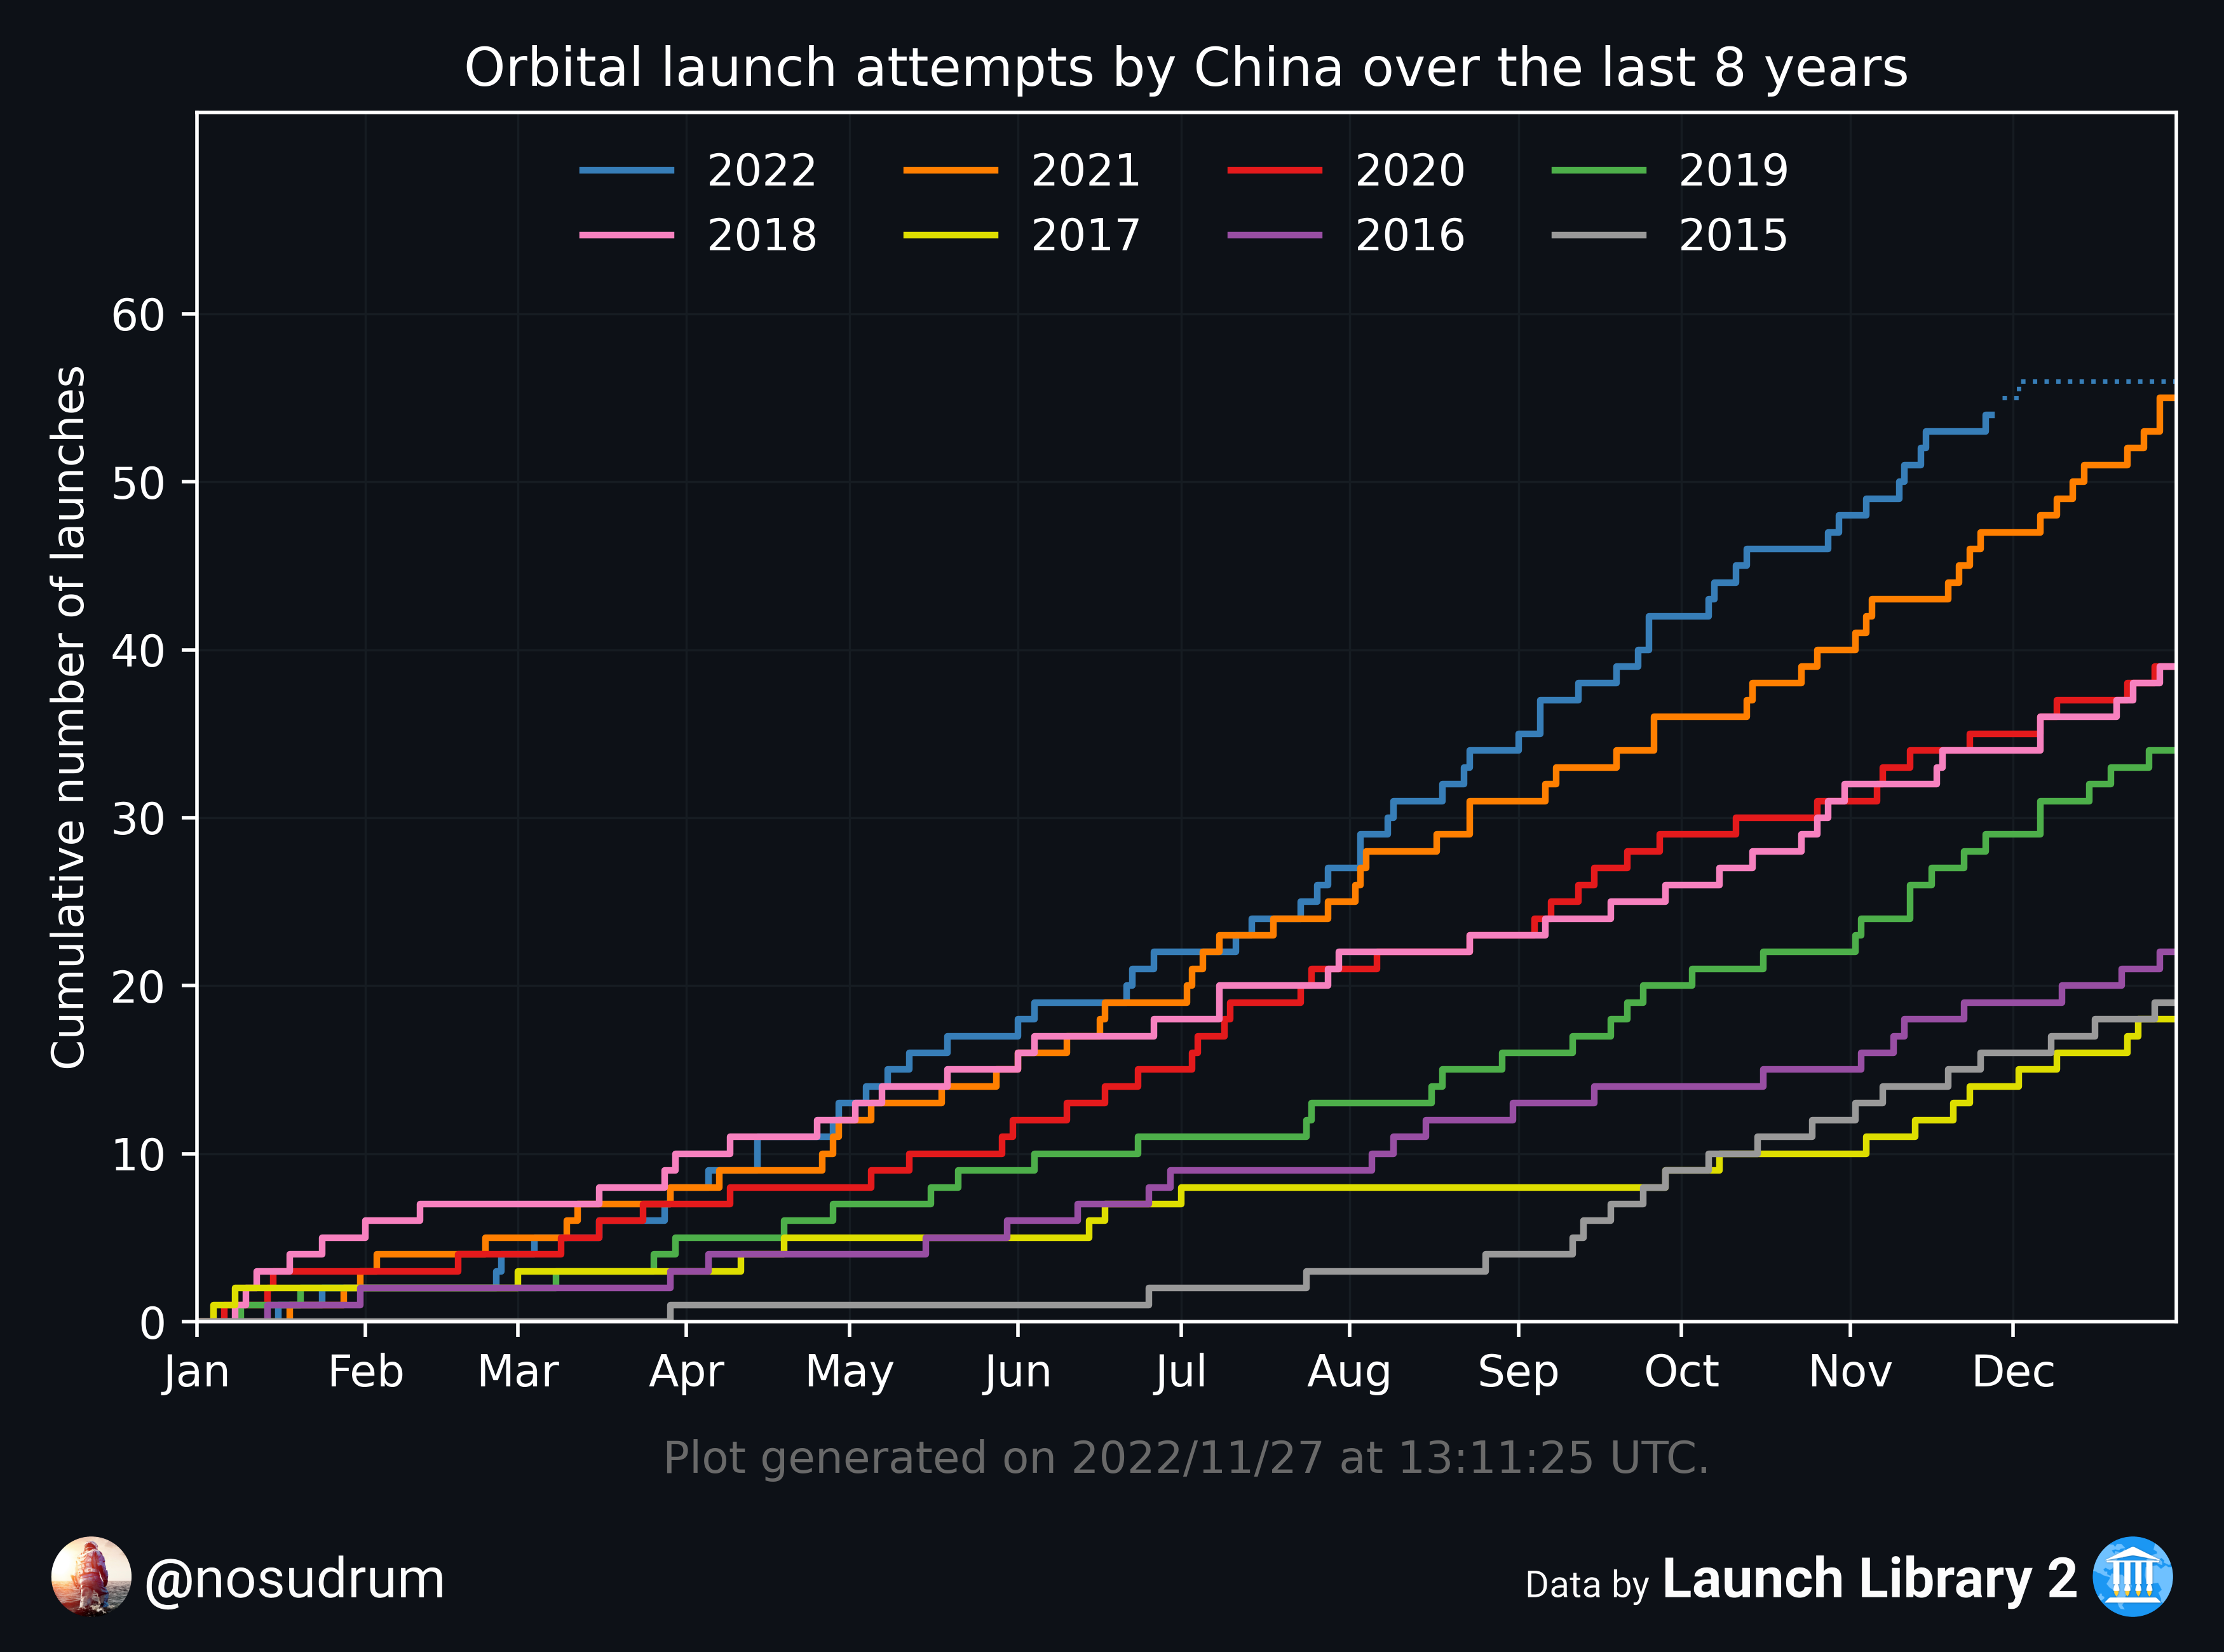 Orbital launch attempts by China over the last 8 years
2022 2021 2020 2019
2018 2017 2016 2015
Cumulative number of launches
60
50
40
30
20
10
0
Jan Feb Mar Apr May Jun Jul Aug Sep Oct Nov Dec
Plot generated on 2022/11/27 at 13:11:25 UTC.
@nosudrum
Data by Launch Library 2